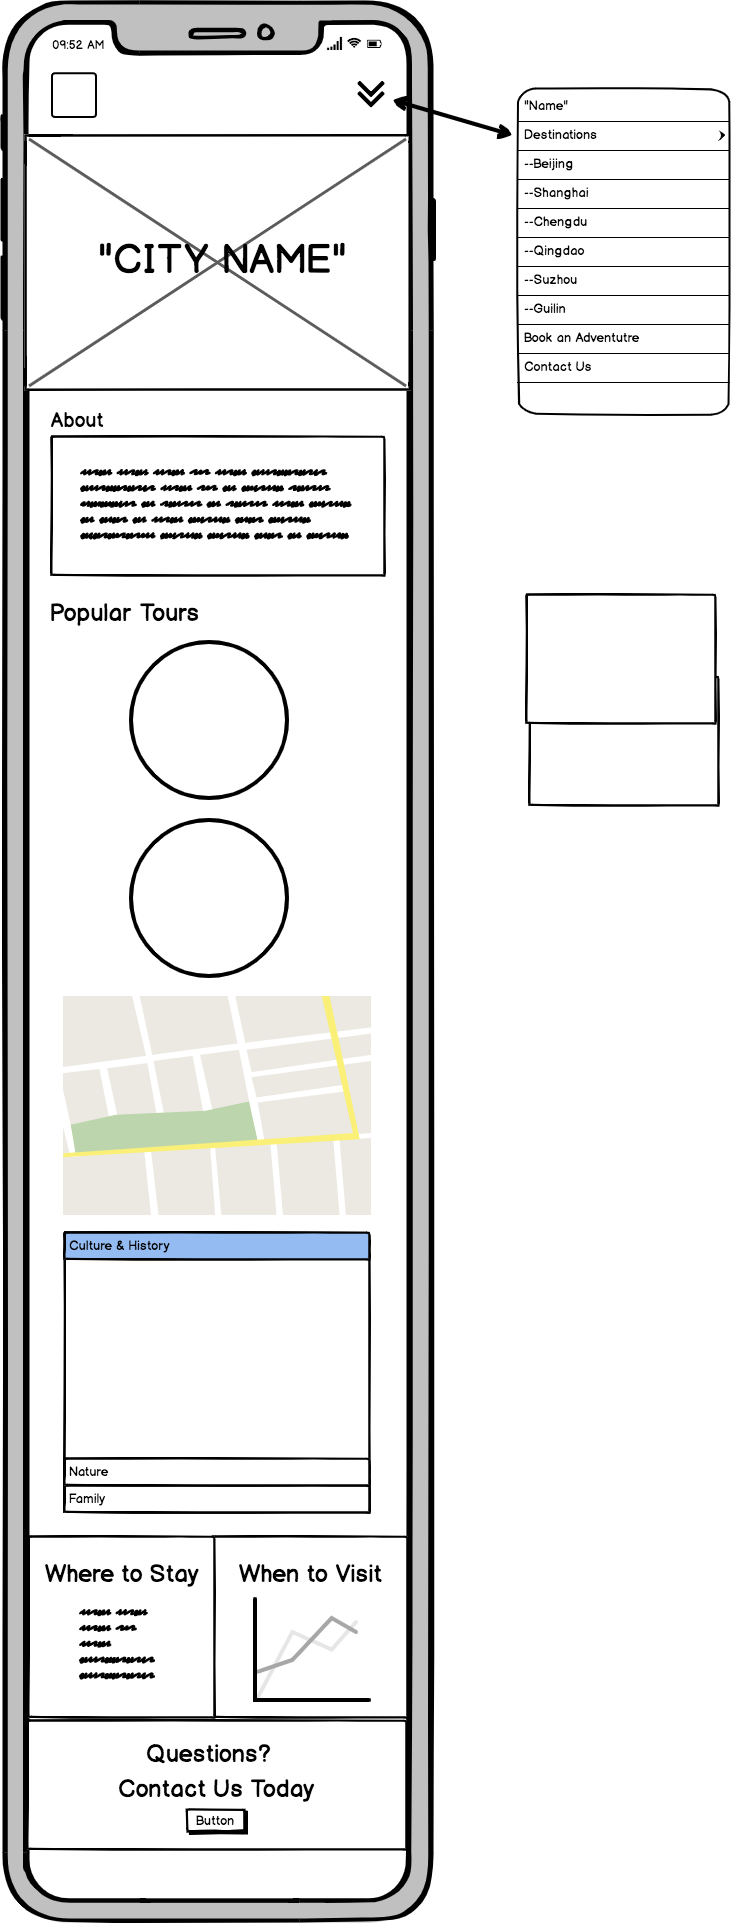 09:52 AM
"CITY NAME"
About
Popular Tours
Culture & History
Nature
Family
Where to Stay
When to Visit
Questions?
Contact Us Today
Button
"Name"
Destinations
--Beijing
--Shanghai
--Chengdu
--Qingdao
--Suzhou
--Guilin
Book an Adventutre
Contact Us